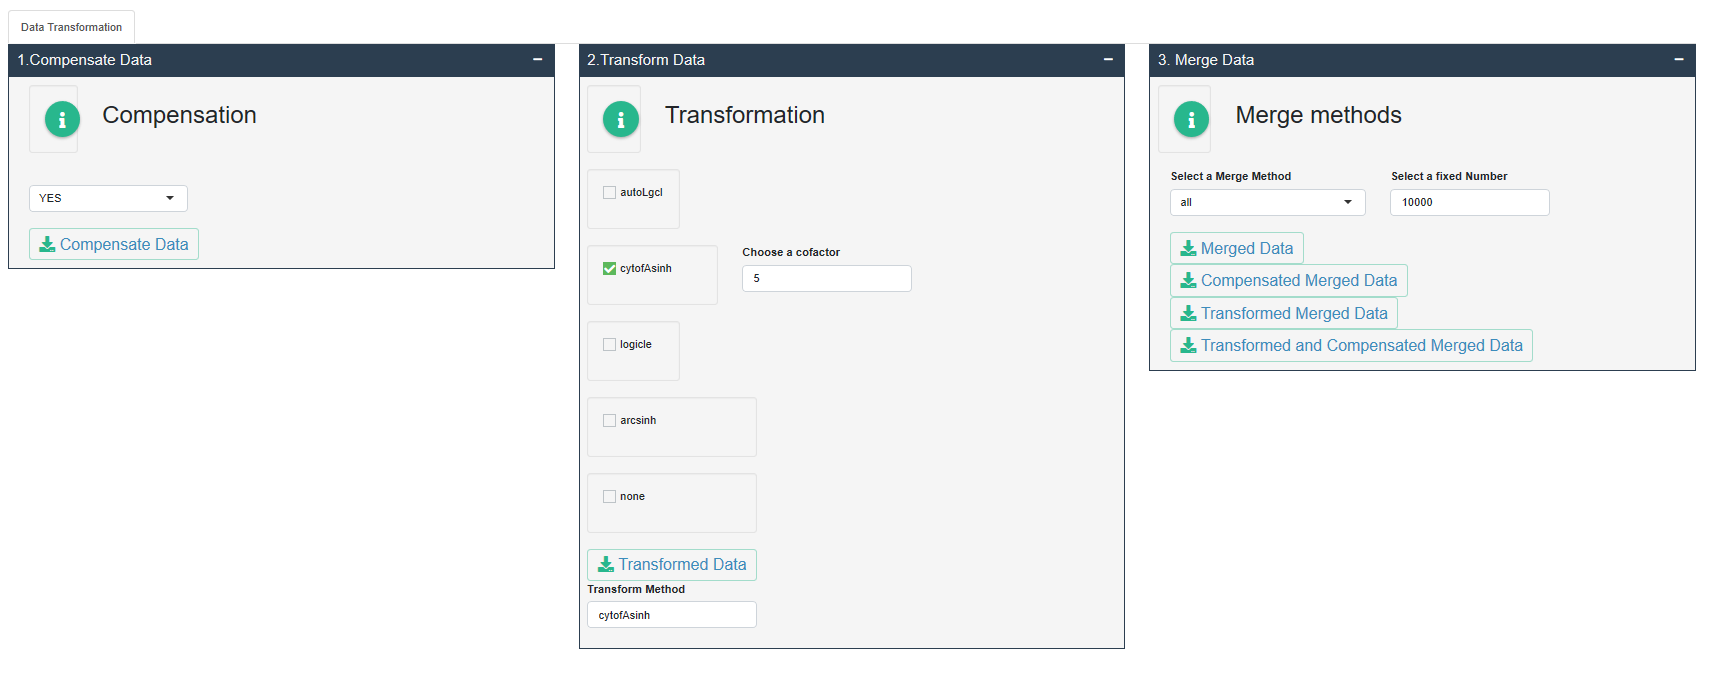 Data Transformation
1.Compensate Data
Compensation
YES
Compensate Data
2.Transform Data
Transformation
autoLgcl
cytofAsinh
Choose a cofactor
5
logicle
arcsinh
none
Transformed Data
Transform Method
cytofAsinh
3. Merge Data
Merge methods
Select a Merge Method
all
Select a fixed Number
10000
Merged Data
Compensated Merged Data
Transformed Merged Data
Transformed and Compensated Merged Data